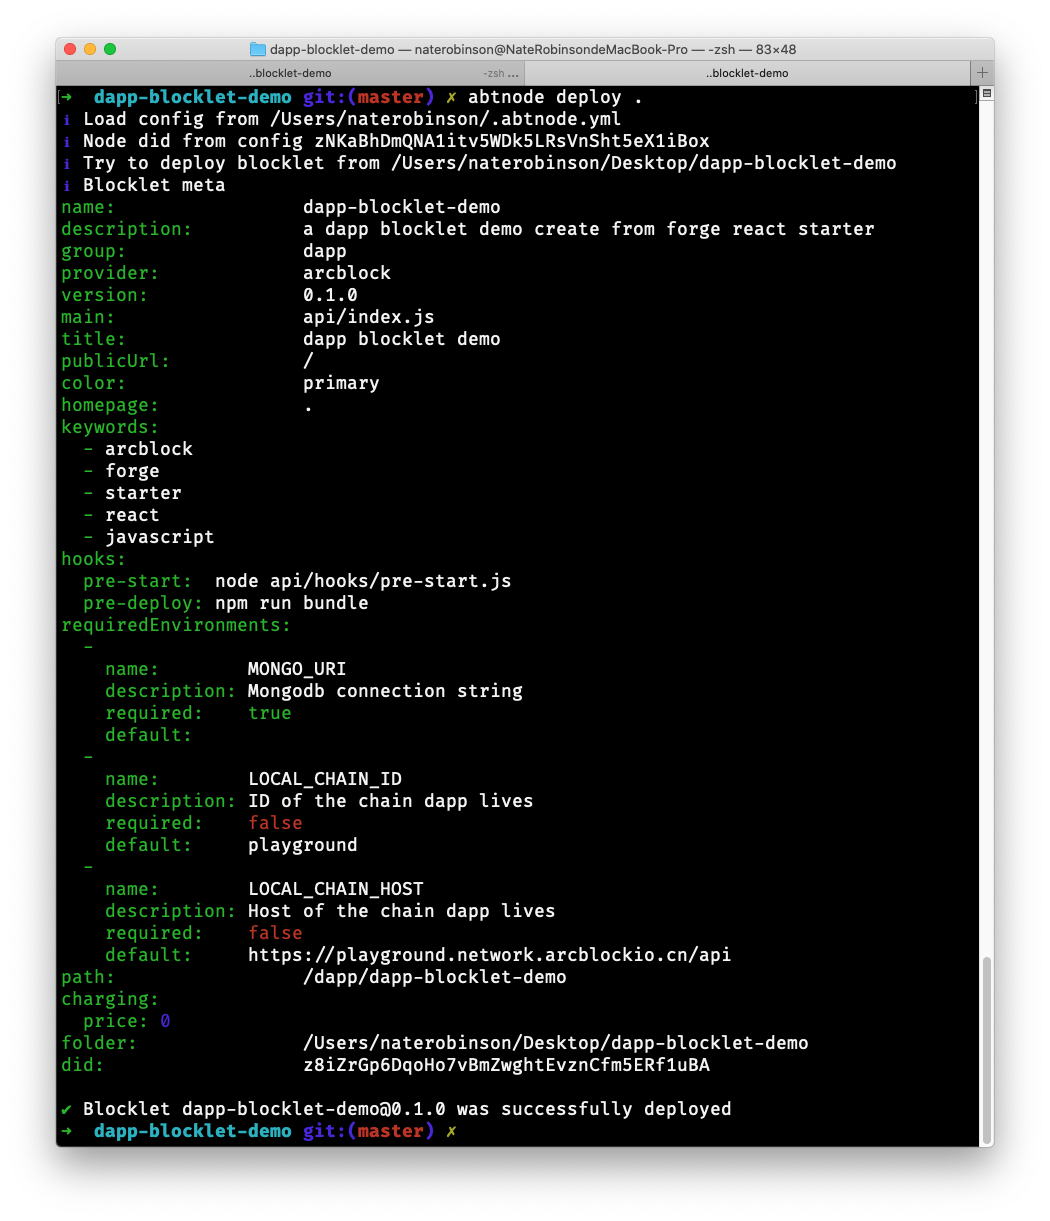 dapp-blocklet-demo — naterobinson@NateRobinsondeMacBook-Pro — -zsh — 83×48
..blocklet-demo -zsh ... ..blocklet-demo +
[➜ dapp-blocklet-demo git:(master) ✗ abtnode deploy . ]
ℹ Load config from /Users/naterobinson/.abtnode.yml
ℹ Node did from config zNKaBhDmQNA1itv5WDk5LRsVnSht5eX1iBox
ℹ Try to deploy blocklet from /Users/naterobinson/Desktop/dapp-blocklet-demo
ℹ Blocklet meta
name: dapp-blocklet-demo
description: a dapp blocklet demo create from forge react starter
group: dapp
provider: arcblock
version: 0.1.0
main: api/index.js
title: dapp blocklet demo
publicUrl: /
color: primary
homepage: .
keywords:
- arcblock
- forge
- starter
- react
- javascript
hooks:
pre-start: node api/hooks/pre-start.js
pre-deploy: npm run bundle
requiredEnvironments:
-
name: MONGO_URI
description: Mongodb connection string
required: true
default:
-
name: LOCAL_CHAIN_ID
description: ID of the chain dapp lives
required: false
default: playground
-
name: LOCAL_CHAIN_HOST
description: Host of the chain dapp lives
required: false
default: https://playground.network.arcblockio.cn/api
path: /dapp/dapp-blocklet-demo
charging:
price: 0
folder: /Users/naterobinson/Desktop/dapp-blocklet-demo
did: z8iZrGp6DqoHo7vBmZwghtEvznCfm5ERf1uBA
✔ Blocklet dapp-blocklet-demo@0.1.0 was successfully deployed
➜ dapp-blocklet-demo git:(master) ✗